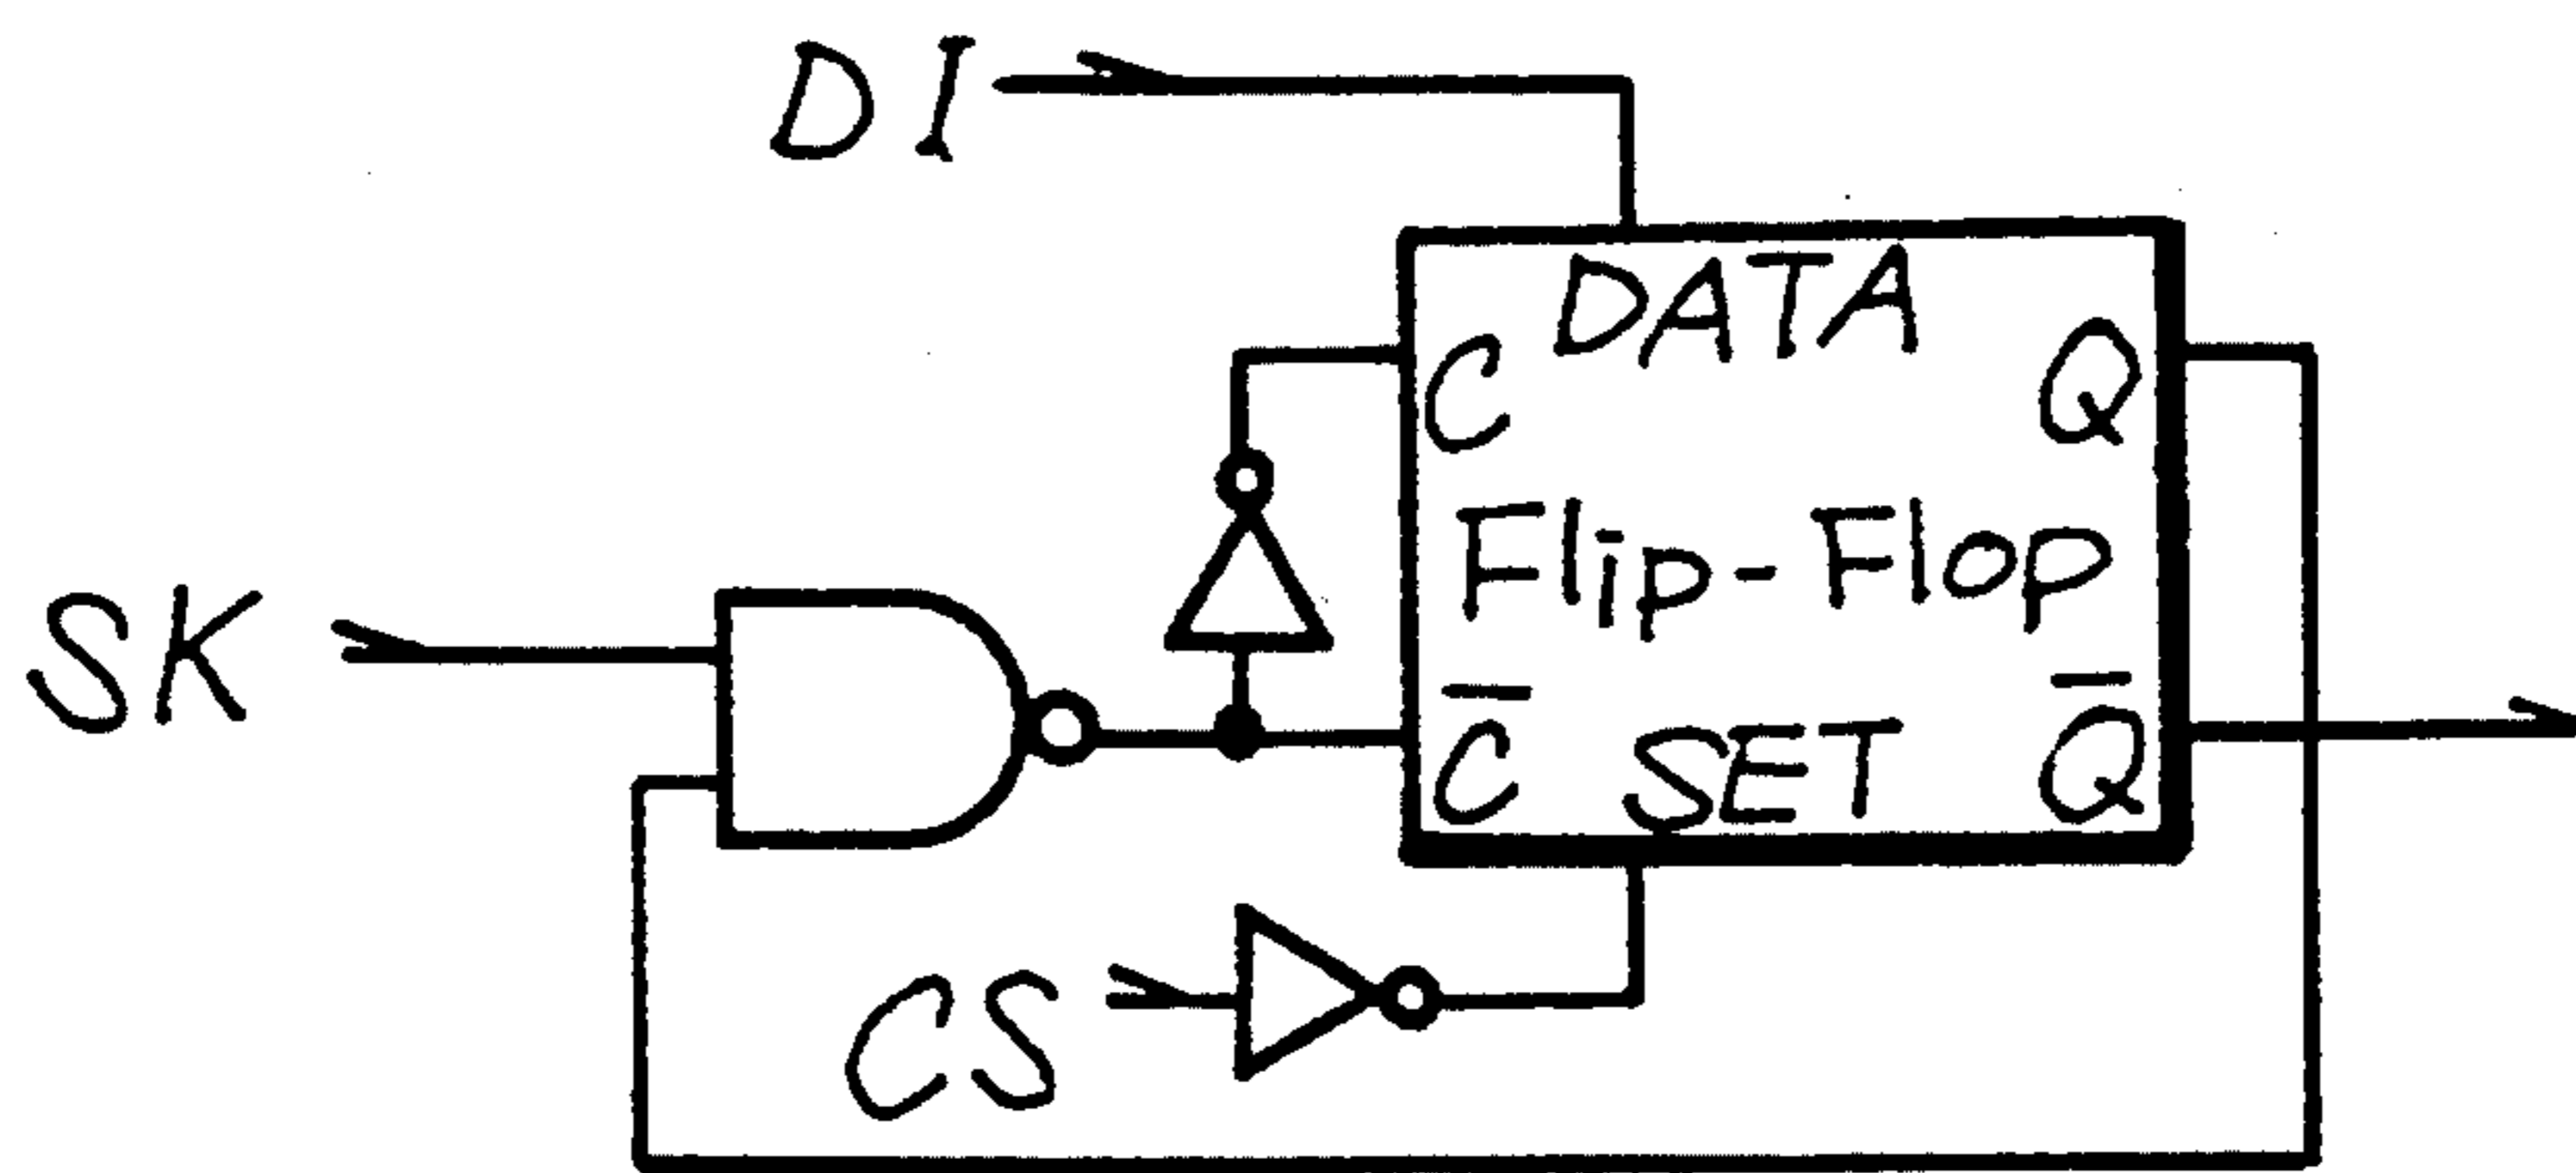 DI
DATA
C Q
Flip-Flop
SK
C̅ SET Q̅
CS